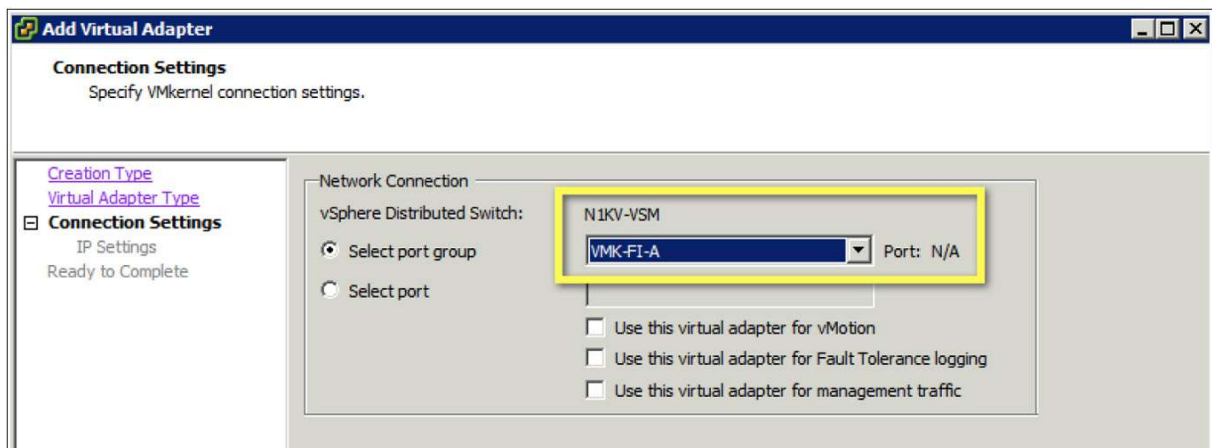 Add Virtual Adapter
Connection Settings
Specify VMkernel connection settings.
Creation Type
Virtual Adapter Type
Connection Settings
IP Settings
Ready to Complete
Network Connection
vSphere Distributed Switch: N1KV-VSM
Select port group VMK-FI-A Port: N/A
Select port
Use this virtual adapter for vMotion
Use this virtual adapter for Fault Tolerance logging
Use this virtual adapter for management traffic